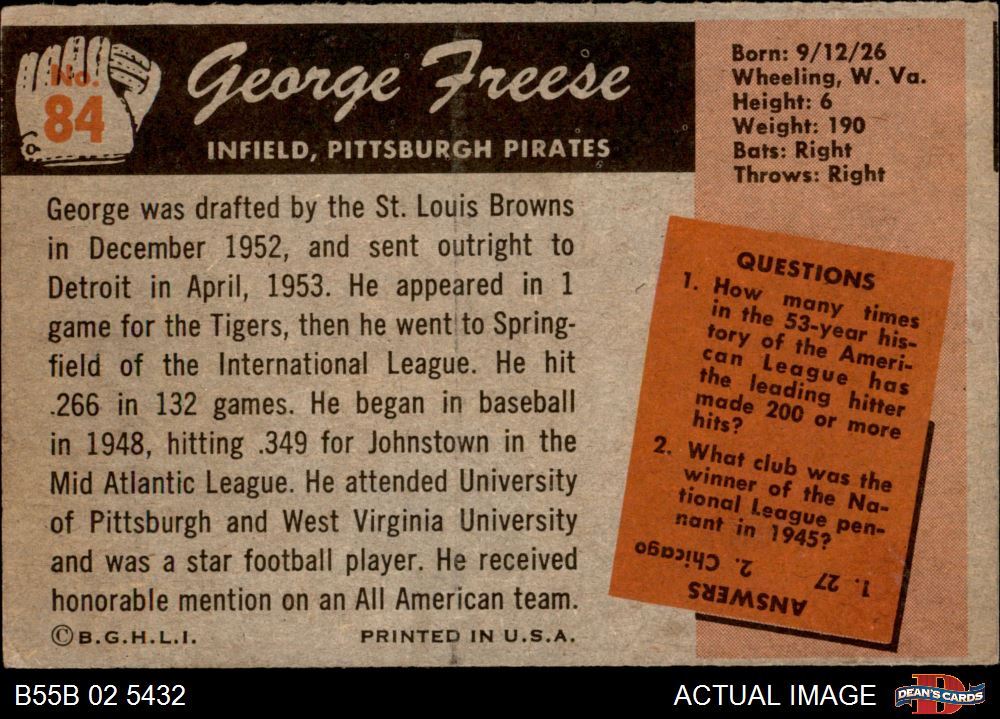 No.
84
George Freese
INFIELD, PITTSBURGH PIRATES
Born: 9/12/26
Wheeling, W. Va.
Height: 6
Weight: 190
Bats: Right
Throws: Right
George was drafted by the St. Louis Browns
in December 1952, and sent outright to
Detroit in April, 1953. He appeared in 1
game for the Tigers, then he went to Spring-
field of the International League. He hit
.266 in 132 games. He began in baseball
in 1948, hitting .349 for Johnstown in the
Mid Atlantic League. He attended University
of Pittsburgh and West Virginia University
and was a star football player. He received
honorable mention on an All American team.
©B.G.H.L.I. PRINTED IN U.S.A.
QUESTIONS
1. How many times
in the 53-year his-
tory of the Ameri-
can League has
the leading hitter
made 200 or more
hits?
2. What club was the
winner of the Na-
tional League pen-
nant in 1945?
ANSWERS
1. 27 2. Chicago
B55B 02 5432
ACTUAL IMAGE
D
DEAN'S CARDS